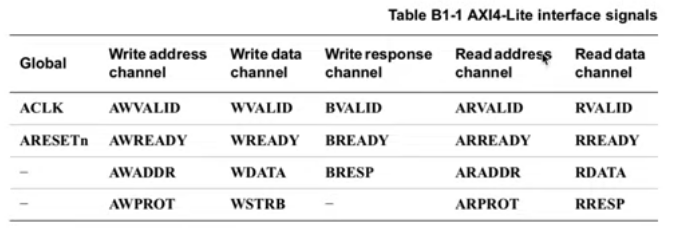 Table B1-1 AXI4-Lite interface signals
Global Write address channel Write data channel Write response channel Read address channel Read data channel
ACLK AWVALID WVALID BVALID ARVALID RVALID
ARESETn AWREADY WREADY BREADY ARREADY RREADY
– AWADDR WDATA BRESP ARADDR RDATA
– AWPROT WSTRB – ARPROT RRESP